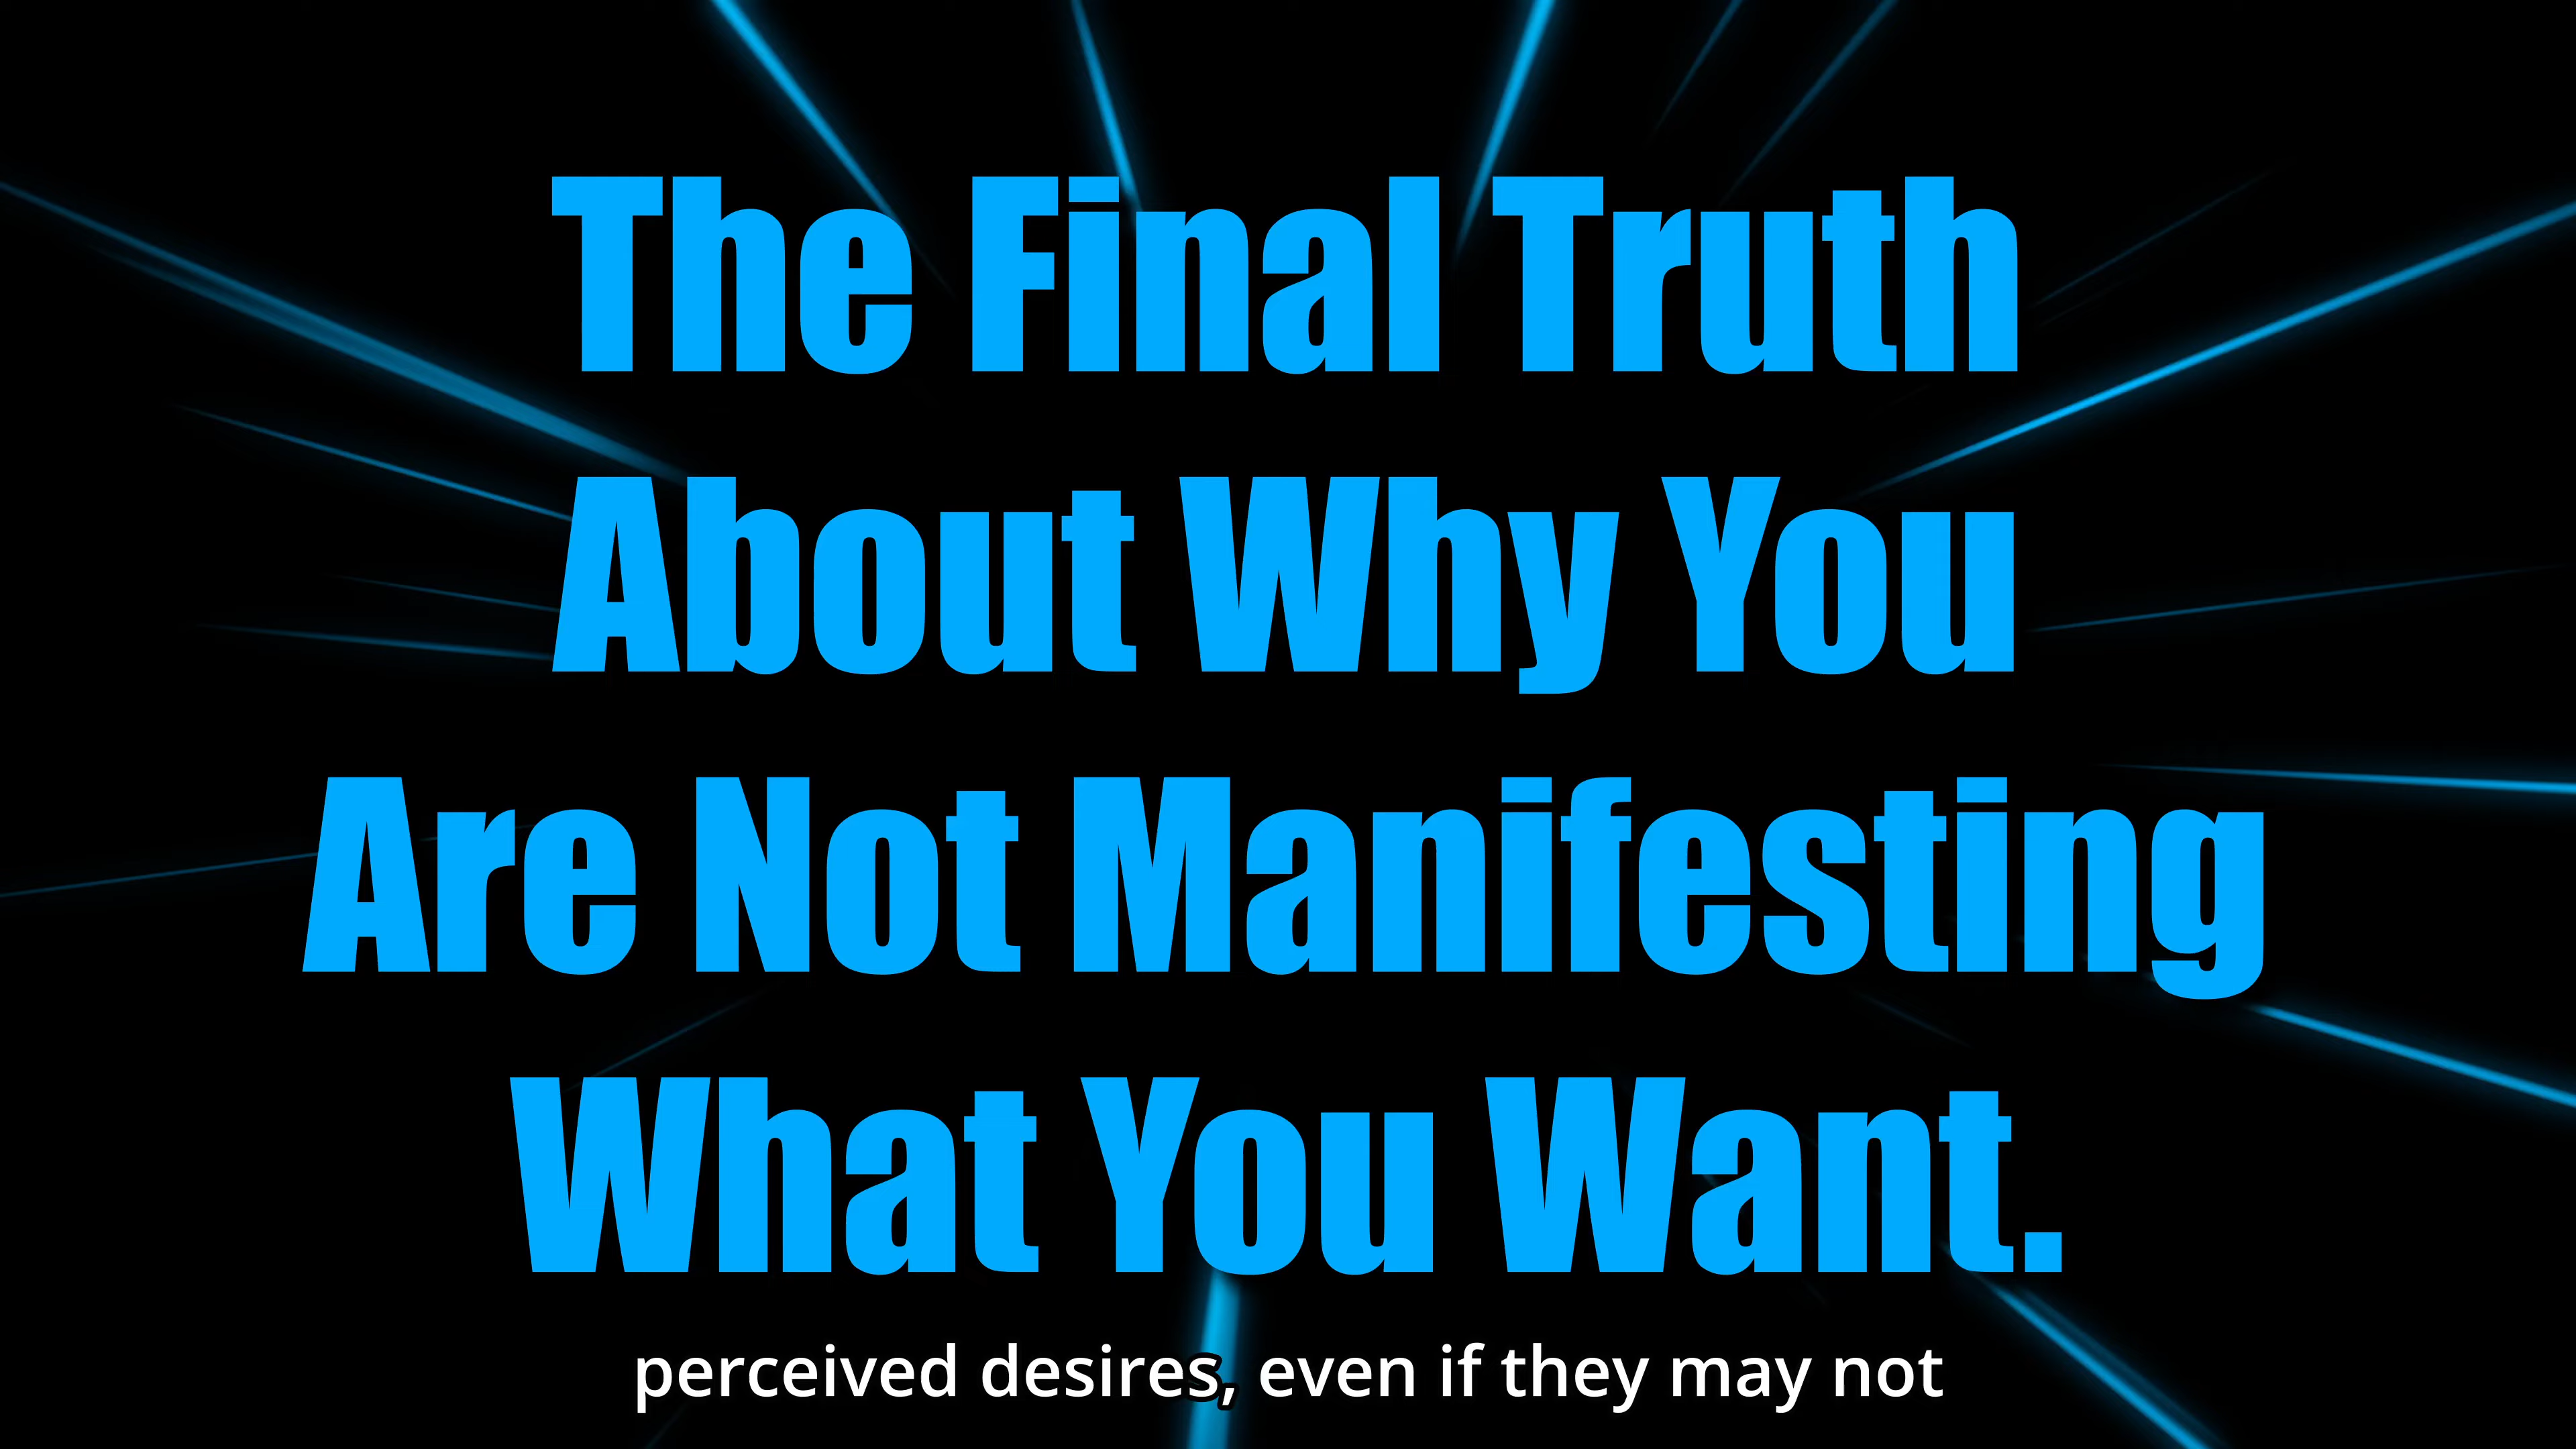 The Final Truth
About Why You
Are Not Manifesting
What You Want.
perceived desires, even if they may not